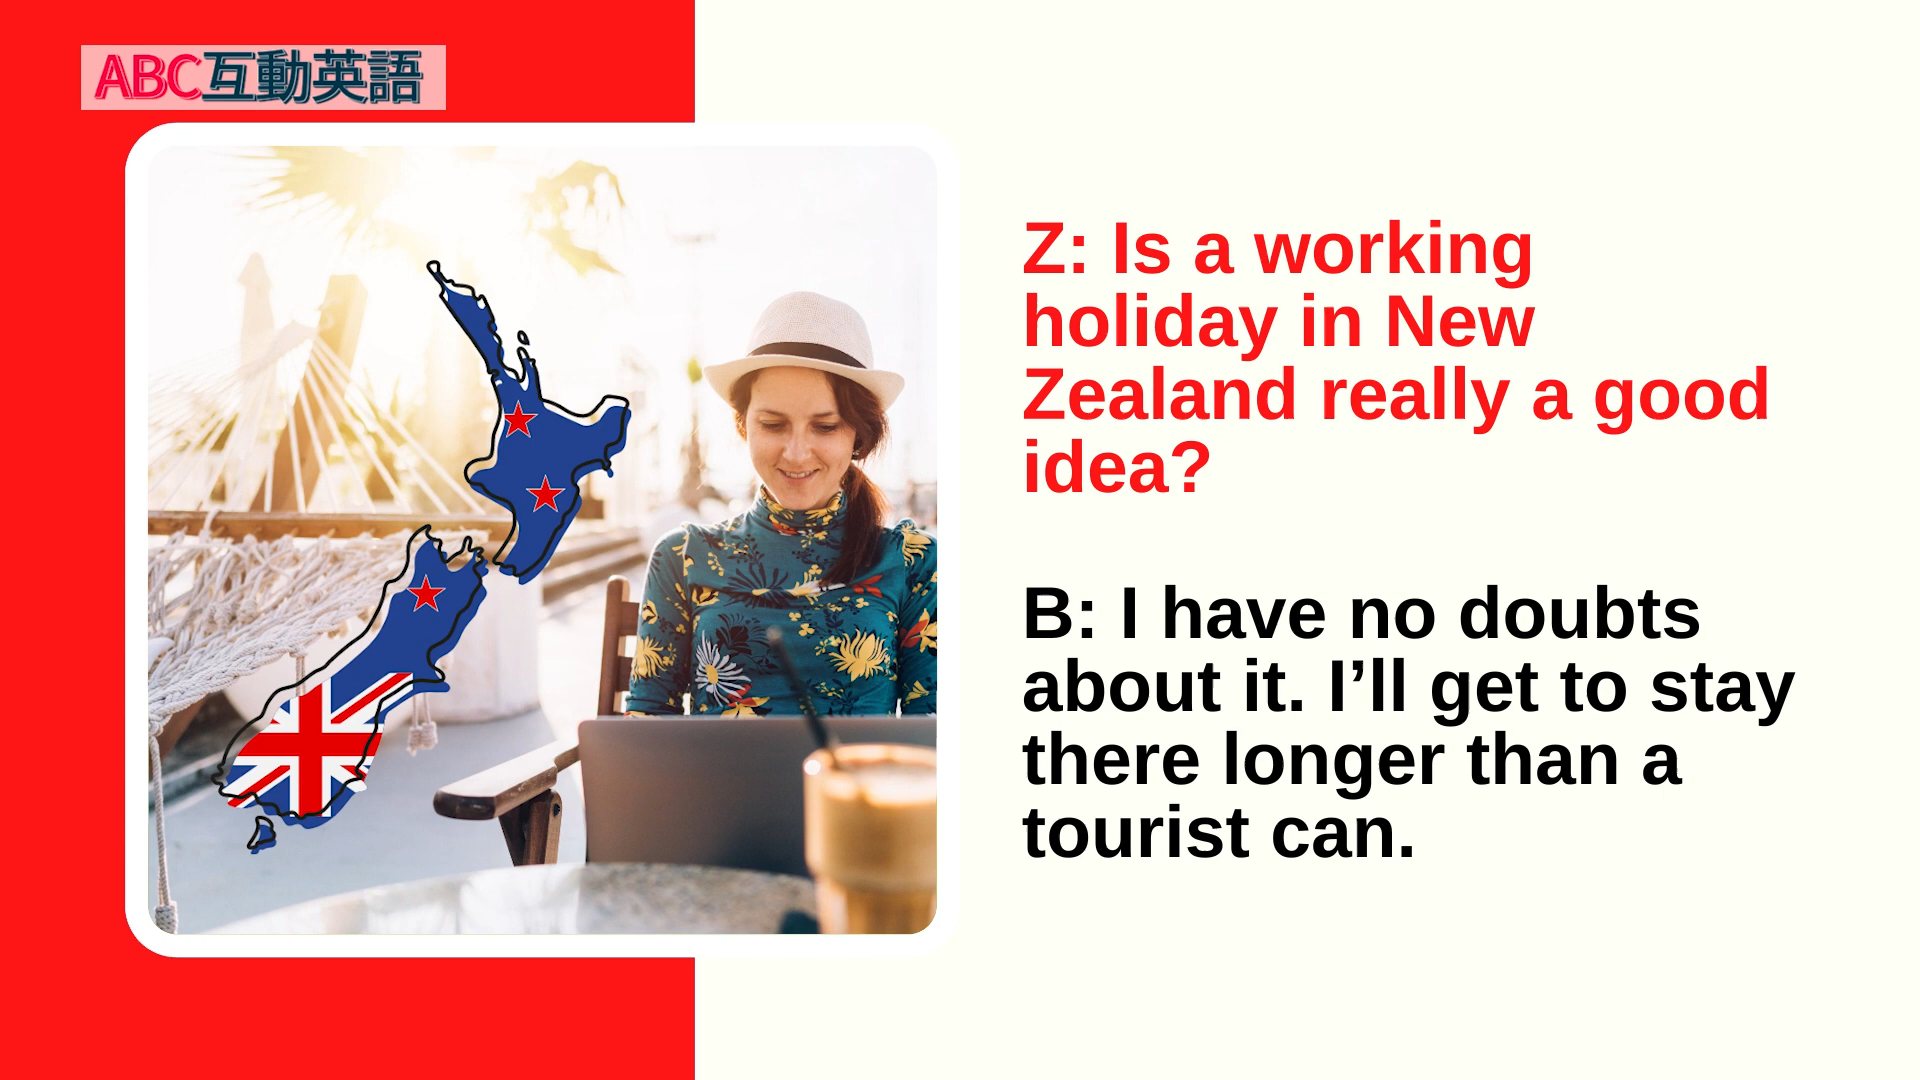 ABC互動英語
Z: Is a working
holiday in New
Zealand really a good
idea?
B: I have no doubts
about it. I’ll get to stay
there longer than a
tourist can.